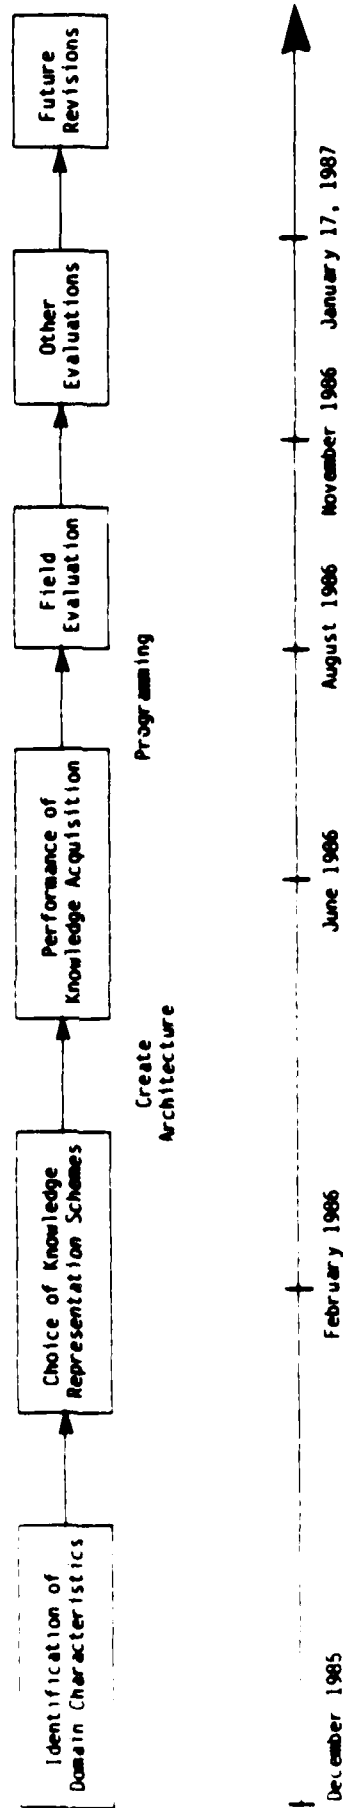 Identification of
Domain Characteristics
Choice of Knowledge
Representation Schemes
Performance of
Knowledge Acquisition
Field
Evaluation
Other
Evaluations
Future
Revisions
Create
Architecture
Programming
December 1985
February 1986
June 1986
August 1986
November 1986
January 17, 1987